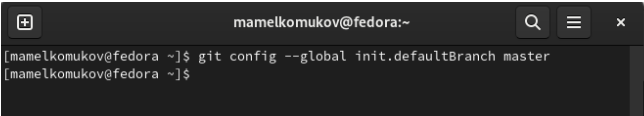 mamelkomukov@fedora:~
[mamelkomukov@fedora ~]$ git config --global init.defaultBranch master
[mamelkomukov@fedora ~]$